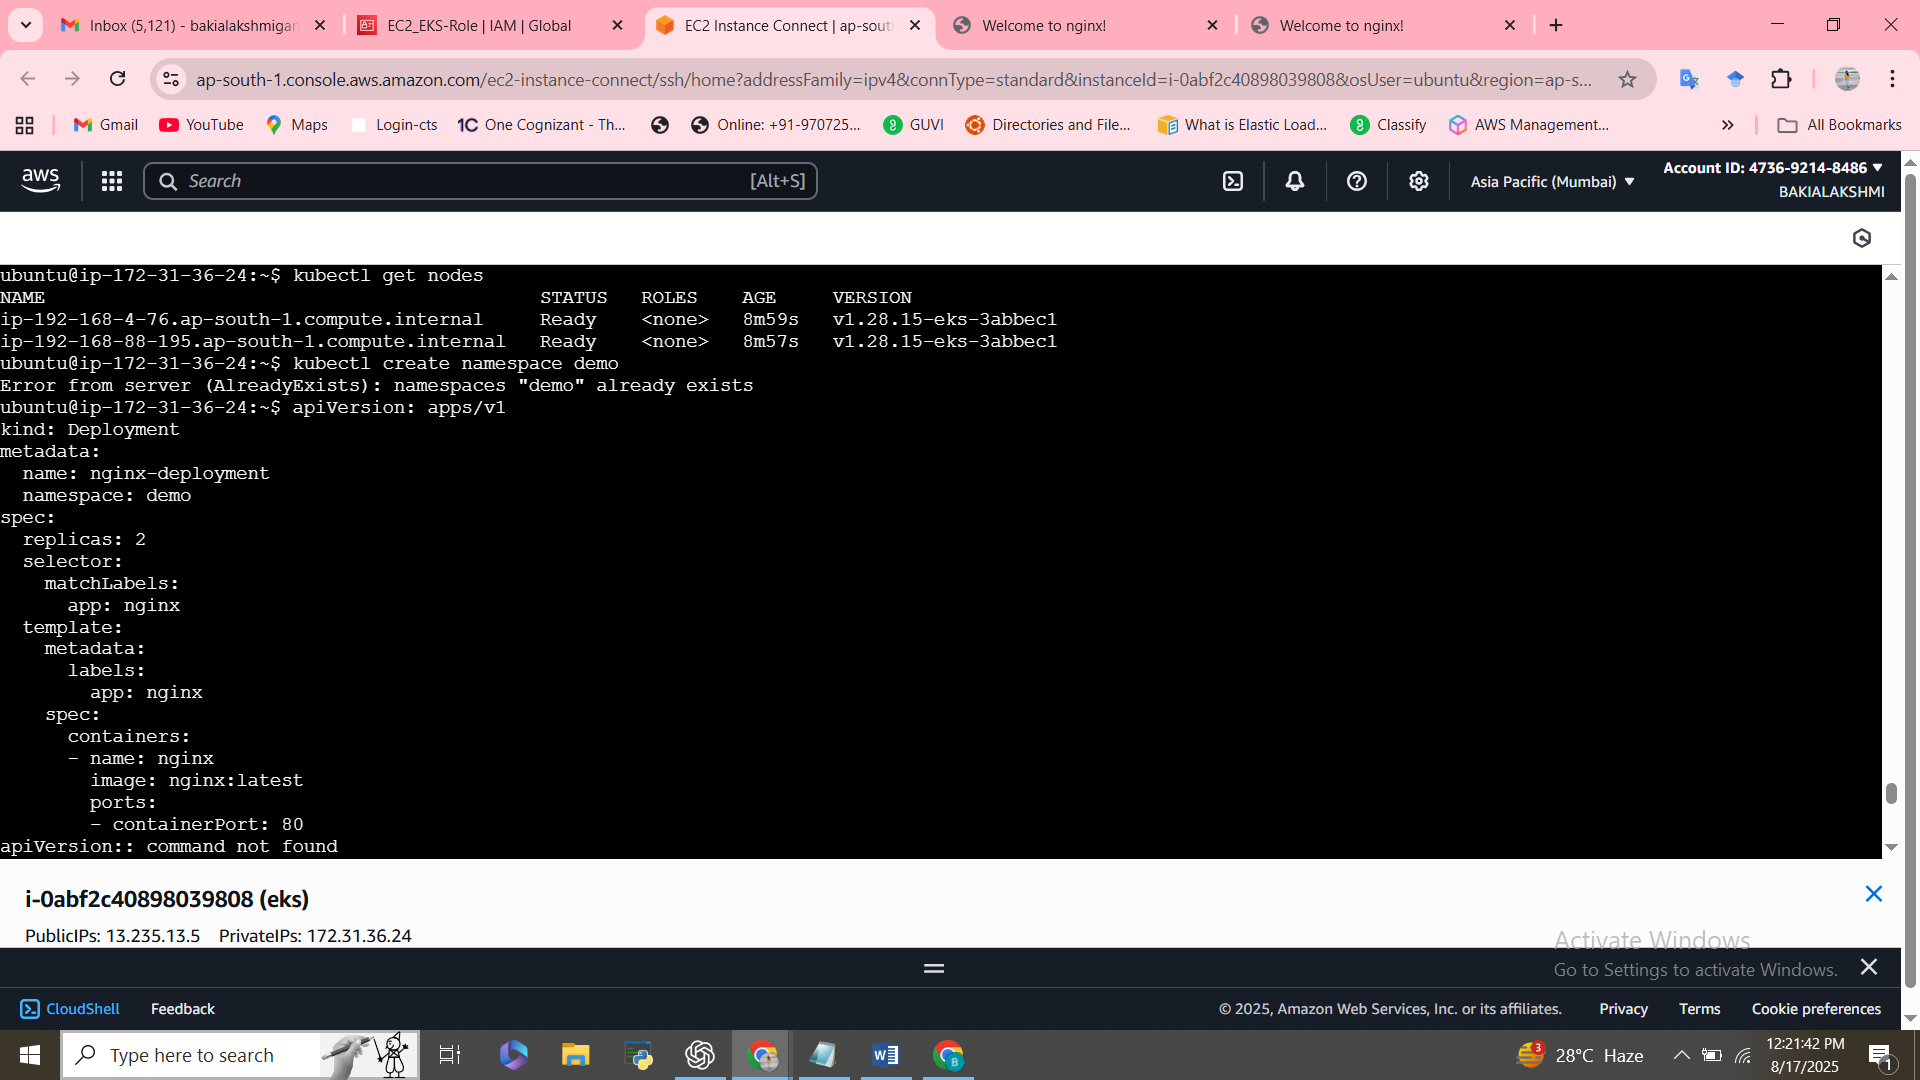 Inbox (5,121) - bakialakshmigan
EC2_EKS-Role | IAM | Global
EC2 Instance Connect | ap-sout
Welcome to nginx!
Welcome to nginx!
ap-south-1.console.aws.amazon.com/ec2-instance-connect/ssh/home?addressFamily=ipv4&connType=standard&instanceId=i-0abf2c40898039808&osUser=ubuntu&region=ap-s...
Gmail
YouTube
Maps
Login-cts
1C One Cognizant - Th...
Online: +91-970725...
GUVI
Directories and File...
What is Elastic Load...
Classify
AWS Management...
All Bookmarks
aws
Search
[Alt+S]
Asia Pacific (Mumbai)
Account ID: 4736-9214-8486
BAKIALAKSHMI
ubuntu@ip-172-31-36-24:~$ kubectl get nodes
NAME STATUS ROLES AGE VERSION
ip-192-168-4-76.ap-south-1.compute.internal Ready <none> 8m59s v1.28.15-eks-3abbec1
ip-192-168-88-195.ap-south-1.compute.internal Ready <none> 8m57s v1.28.15-eks-3abbec1
ubuntu@ip-172-31-36-24:~$ kubectl create namespace demo
Error from server (AlreadyExists): namespaces "demo" already exists
ubuntu@ip-172-31-36-24:~$ apiVersion: apps/v1
kind: Deployment
metadata:
  name: nginx-deployment
  namespace: demo
spec:
  replicas: 2
  selector:
    matchLabels:
      app: nginx
  template:
    metadata:
      labels:
        app: nginx
    spec:
      containers:
      - name: nginx
        image: nginx:latest
        ports:
        - containerPort: 80
apiVersion:: command not found
i-0abf2c40898039808 (eks)
PublicIPs: 13.235.13.5 PrivateIPs: 172.31.36.24
Activate Windows
Go to Settings to activate Windows.
CloudShell
Feedback
© 2025, Amazon Web Services, Inc. or its affiliates.
Privacy
Terms
Cookie preferences
Type here to search
3
28°C Haze
12:21:42 PM
8/17/2025
1